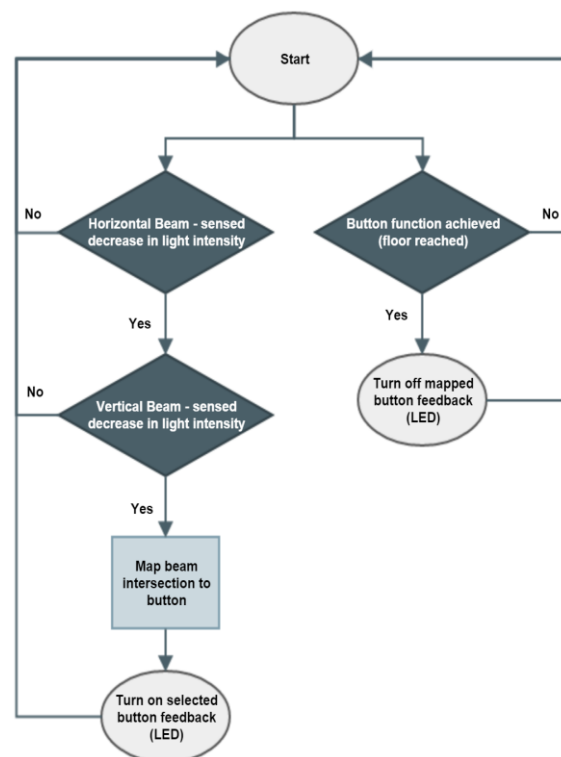 Start
No
Horizontal Beam - sensed
decrease in light intensity
Button function achieved
(floor reached)
No
Yes
Yes
No
Vertical Beam - sensed
decrease in light intensity
Turn off mapped
button feedback
(LED)
Yes
Map beam
intersection to
button
Turn on selected
button feedback
(LED)